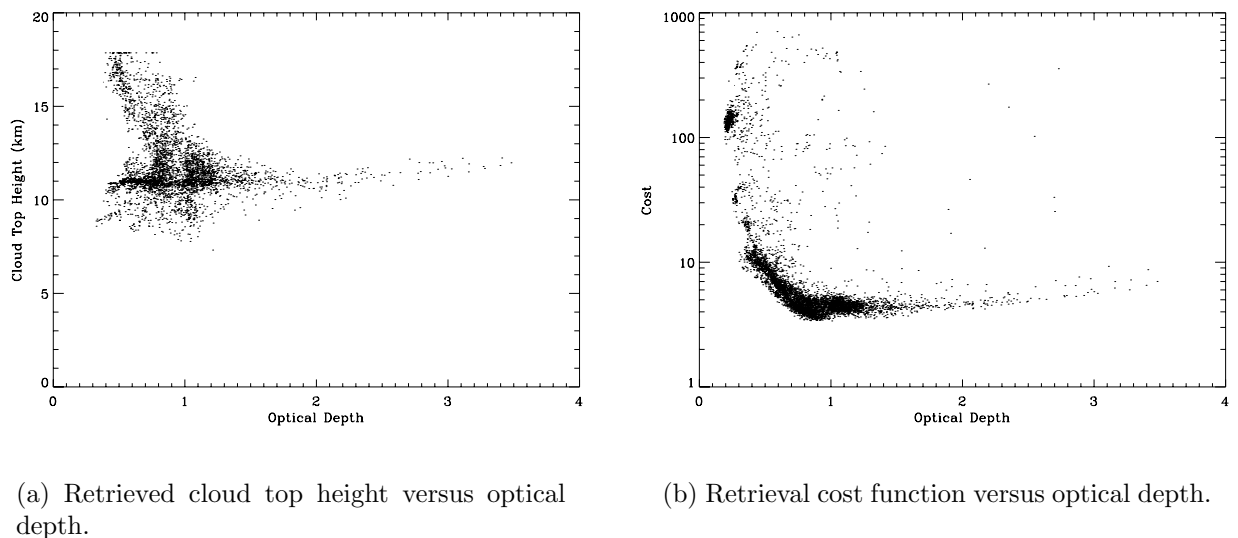 20
15
10
5
0
Cloud Top Height (km)
0 1 2 3 4
Optical Depth
1000
100
10
1
Cost
0 1 2 3 4
Optical Depth
(a) Retrieved cloud top height versus optical
depth.
(b) Retrieval cost function versus optical depth.